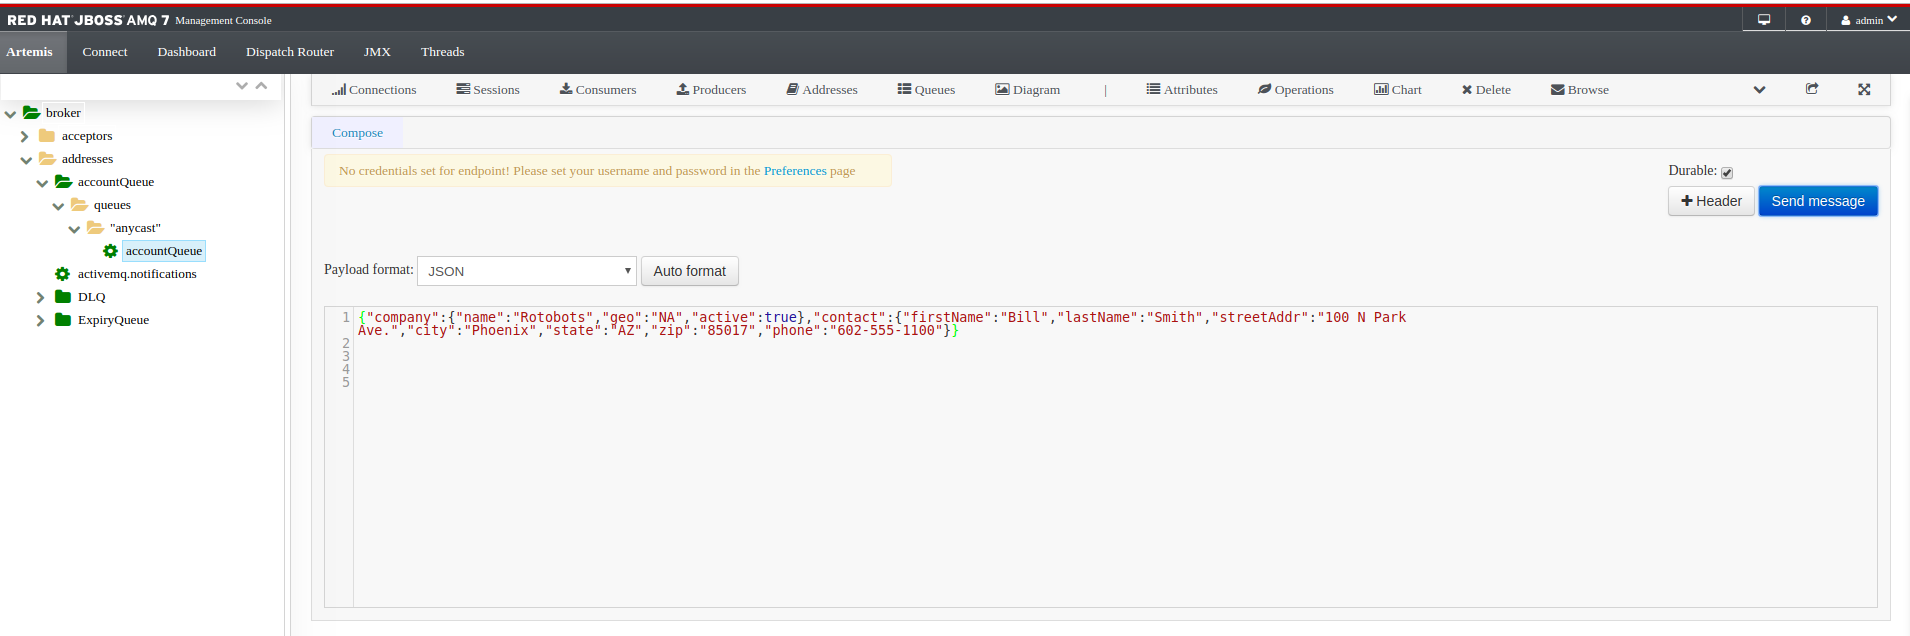 RED HAT JBOSS AMQ 7 Management Console
admin
Artemis Connect Dashboard Dispatch Router JMX Threads
Connections Sessions Consumers Producers Addresses Queues Diagram | Attributes Operations Chart Delete Browse
broker
acceptors
addresses
accountQueue
queues
"anycast"
accountQueue
activemq.notifications
DLQ
ExpiryQueue
Compose
No credentials set for endpoint! Please set your username and password in the Preferences page
Durable:
Header Send message
Payload format: JSON Auto format
1 {"company":{"name":"Rotobots","geo":"NA","active":true},"contact":{"firstName":"Bill","lastName":"Smith","streetAddr":"100 N Park
Ave.","city":"Phoenix","state":"AZ","zip":"85017","phone":"602-555-1100"}}
2
3
4
5